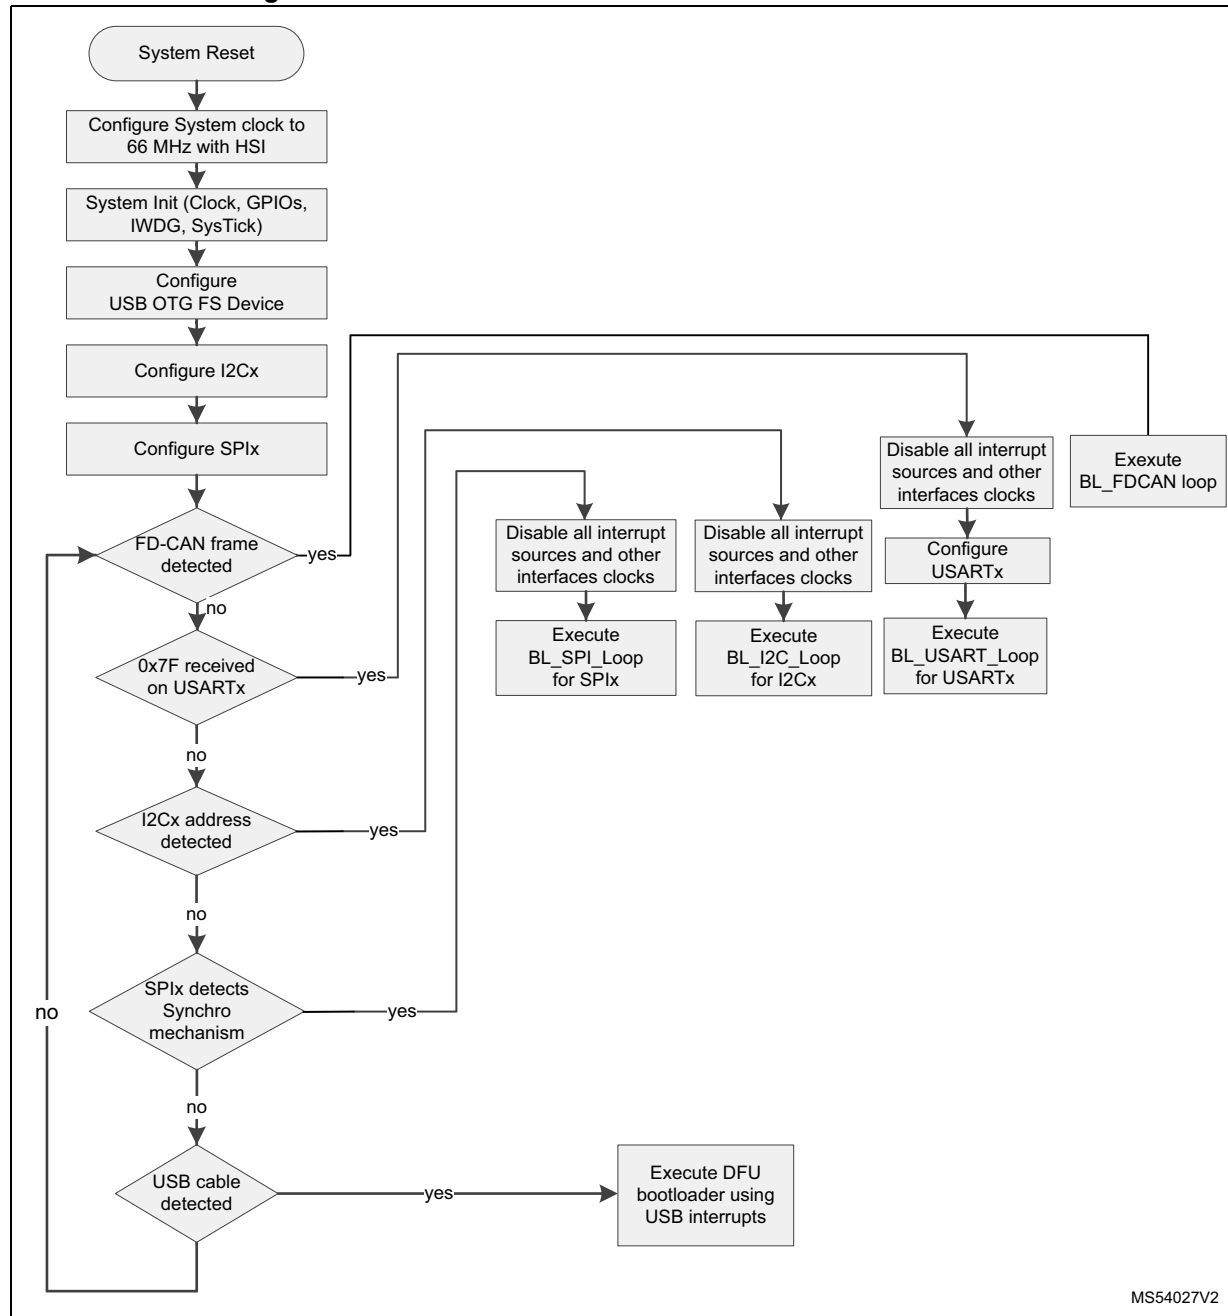 System Reset
Configure System clock to
66 MHz with HSI
System Init (Clock, GPIOs,
IWDG, SysTick)
Configure
USB OTG FS Device
Configure I2Cx
Configure SPIx
FD-CAN frame
detected
yes
no
0x7F received
on USARTx
yes
no
I2Cx address
detected
yes
no
SPIx detects
Synchro
mechanism
yes
no
USB cable
detected
yes
no
Disable all interrupt
sources and other
interfaces clocks
Execute
BL_SPI_Loop
for SPIx
Disable all interrupt
sources and other
interfaces clocks
Execute
BL_I2C_Loop
for I2Cx
Disable all interrupt
sources and other
interfaces clocks
Configure
USARTx
Execute
BL_USART_Loop
for USARTx
Exexute
BL_FDCAN loop
Execute DFU
bootloader using
USB interrupts
MS54027V2